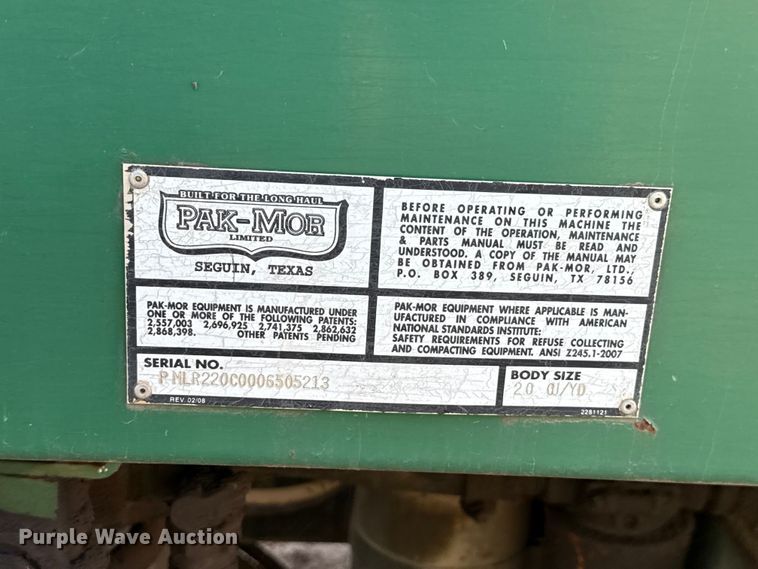 BUILT FOR THE LONG HAUL
PAK-MOR
LIMITED
SEGUIN, TEXAS
BEFORE OPERATING OR PERFORMING
MAINTENANCE ON THIS MACHINE THE
CONTENT OF THE OPERATION, MAINTENANCE
& PARTS MANUAL MUST BE READ AND
UNDERSTOOD. A COPY OF THE MANUAL MAY
BE OBTAINED FROM PAK-MOR, LTD.,
P.O. BOX 389, SEGUIN, TX 78156
PAK-MOR EQUIPMENT IS MANUFACTURED UNDER
ONE OR MORE OF THE FOLLOWING PATENTS:
2,557,003 2,696,925 2,741,375 2,862,632
2,868,398. OTHER PATENTS PENDING
PAK-MOR EQUIPMENT WHERE APPLICABLE IS MAN-
UFACTURED IN COMPLIANCE WITH AMERICAN
NATIONAL STANDARDS INSTITUTE:
SAFETY REQUIREMENTS FOR REFUSE COLLECTING
AND COMPACTING EQUIPMENT. ANSI Z245.1-2007
SERIAL NO.
PMLR220C0006505213
BODY SIZE
20 CU/YD
REV. 02/08
2281121
Purple Wave Auction